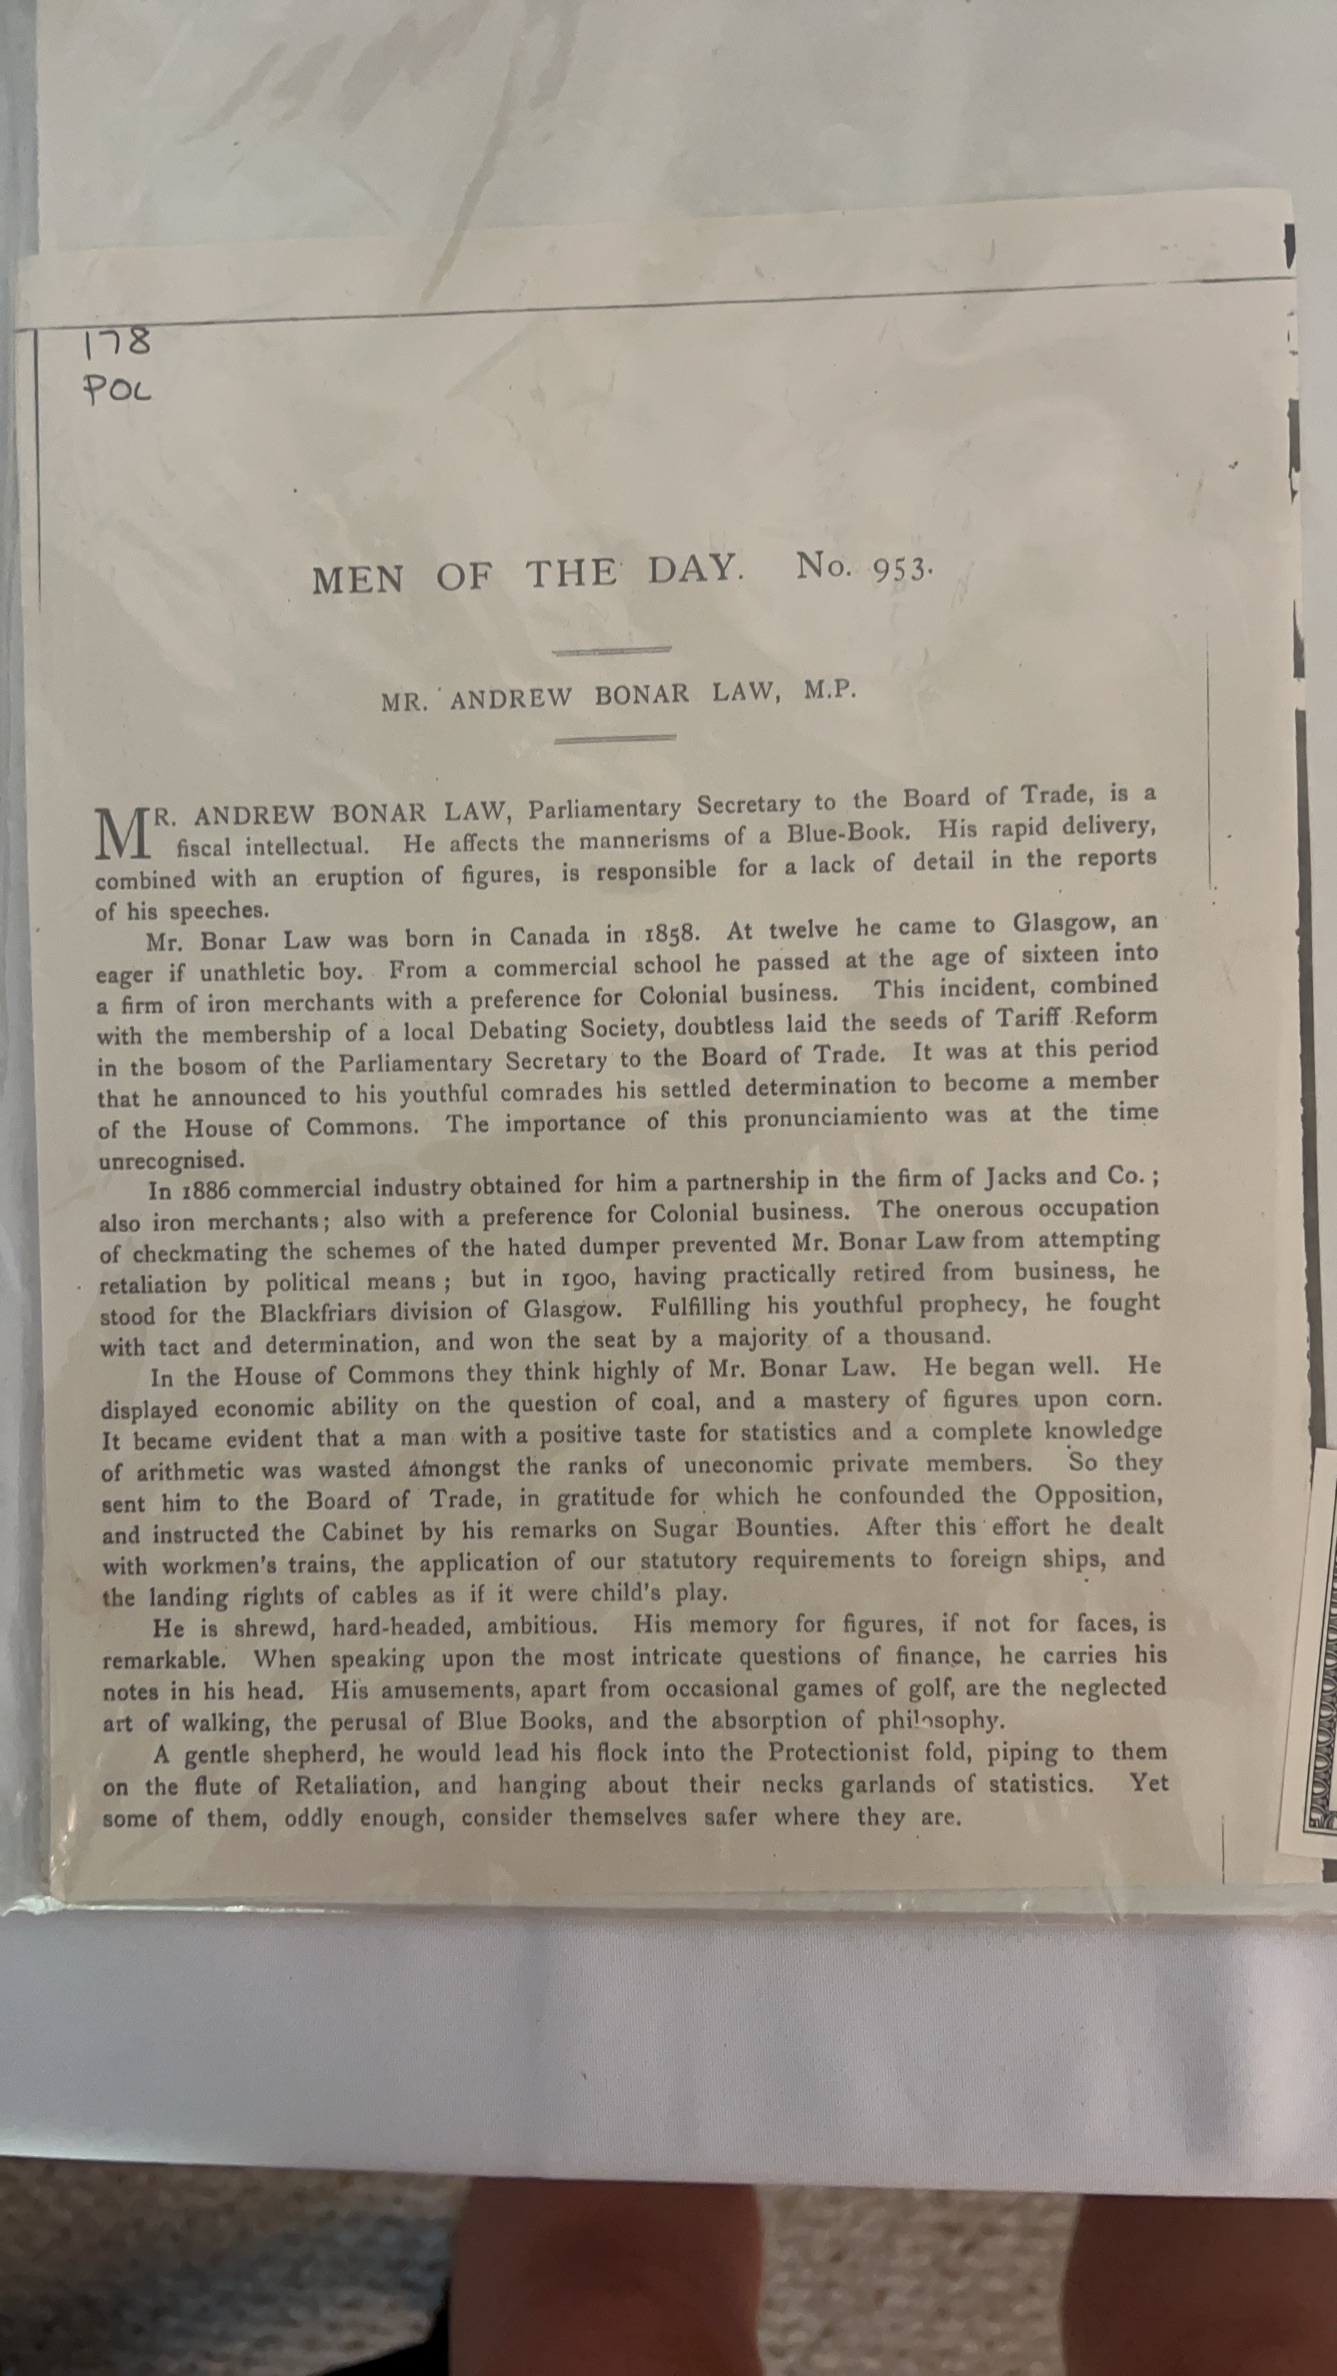 178
POL
MEN OF THE DAY. No. 953.
MR. ANDREW BONAR LAW, M.P.
MR. ANDREW BONAR LAW, Parliamentary Secretary to the Board of Trade, is a
fiscal intellectual. He affects the mannerisms of a Blue-Book. His rapid delivery,
combined with an eruption of figures, is responsible for a lack of detail in the reports
of his speeches.
Mr. Bonar Law was born in Canada in 1858. At twelve he came to Glasgow, an
eager if unathletic boy. From a commercial school he passed at the age of sixteen into
a firm of iron merchants with a preference for Colonial business. This incident, combined
with the membership of a local Debating Society, doubtless laid the seeds of Tariff Reform
in the bosom of the Parliamentary Secretary to the Board of Trade. It was at this period
that he announced to his youthful comrades his settled determination to become a member
of the House of Commons. The importance of this pronunciamiento was at the time
unrecognised.
In 1886 commercial industry obtained for him a partnership in the firm of Jacks and Co.;
also iron merchants; also with a preference for Colonial business. The onerous occupation
of checkmating the schemes of the hated dumper prevented Mr. Bonar Law from attempting
retaliation by political means; but in 1900, having practically retired from business, he
stood for the Blackfriars division of Glasgow. Fulfilling his youthful prophecy, he fought
with tact and determination, and won the seat by a majority of a thousand.
In the House of Commons they think highly of Mr. Bonar Law. He began well. He
displayed economic ability on the question of coal, and a mastery of figures upon corn.
It became evident that a man with a positive taste for statistics and a complete knowledge
of arithmetic was wasted amongst the ranks of uneconomic private members. So they
sent him to the Board of Trade, in gratitude for which he confounded the Opposition,
and instructed the Cabinet by his remarks on Sugar Bounties. After this effort he dealt
with workmen's trains, the application of our statutory requirements to foreign ships, and
the landing rights of cables as if it were child's play.
He is shrewd, hard-headed, ambitious. His memory for figures, if not for faces, is
remarkable. When speaking upon the most intricate questions of finance, he carries his
notes in his head. His amusements, apart from occasional games of golf, are the neglected
art of walking, the perusal of Blue Books, and the absorption of philosophy.
A gentle shepherd, he would lead his flock into the Protectionist fold, piping to them
on the flute of Retaliation, and hanging about their necks garlands of statistics. Yet
some of them, oddly enough, consider themselves safer where they are.